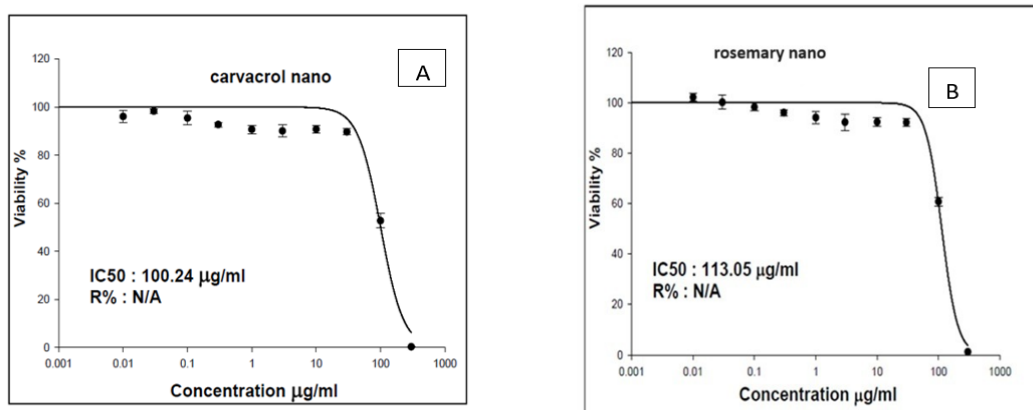 A
carvacrol nano
120
100
80
60
40
20
0
Viability %
IC50 : 100.24 μg/ml
R% : N/A
0.001 0.01 0.1 1 10 100 1000
Concentration μg/ml
B
rosemary nano
120
100
80
60
40
20
0
Viability %
IC50 : 113.05 μg/ml
R% : N/A
0.001 0.01 0.1 1 10 100 1000
Concentration μg/ml